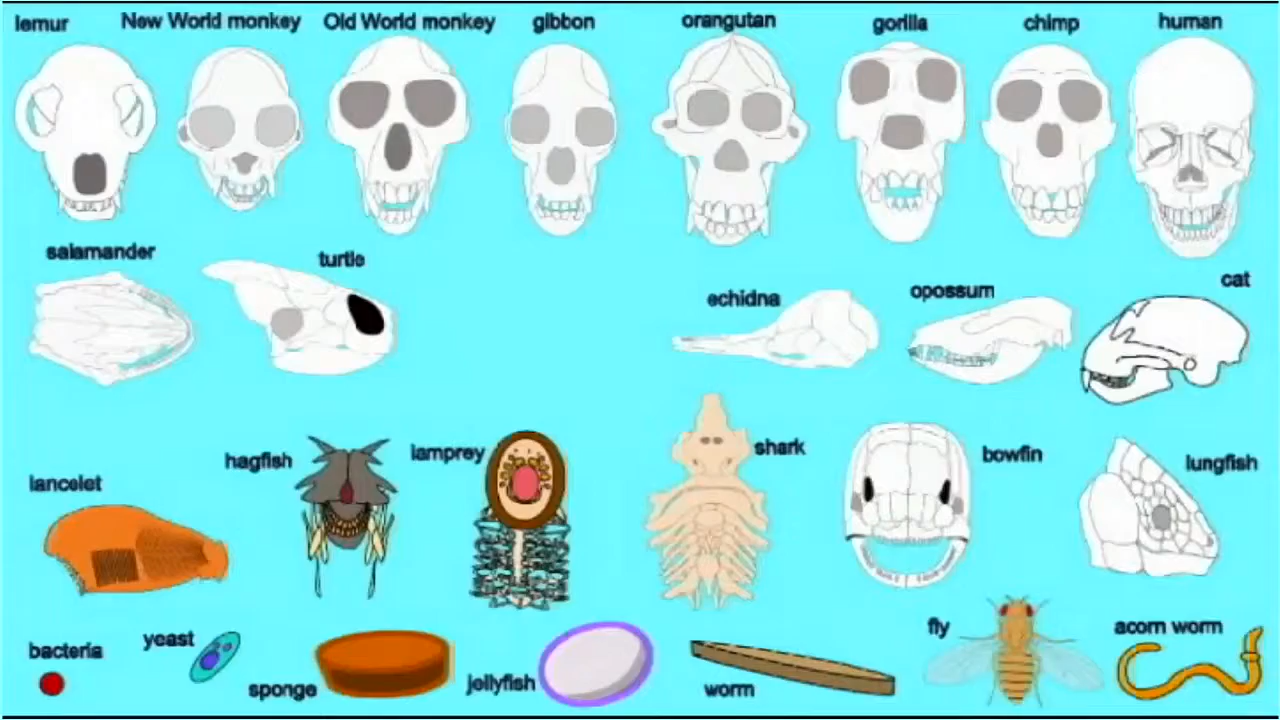 lemur
New World monkey
Old World monkey
gibbon
orangutan
gorilla
chimp
human
salamander
turtle
echidna
opossum
cat
lancelet
hagfish
lamprey
shark
bowfin
lungfish
bacteria
yeast
sponge
jellyfish
worm
fly
acorn worm